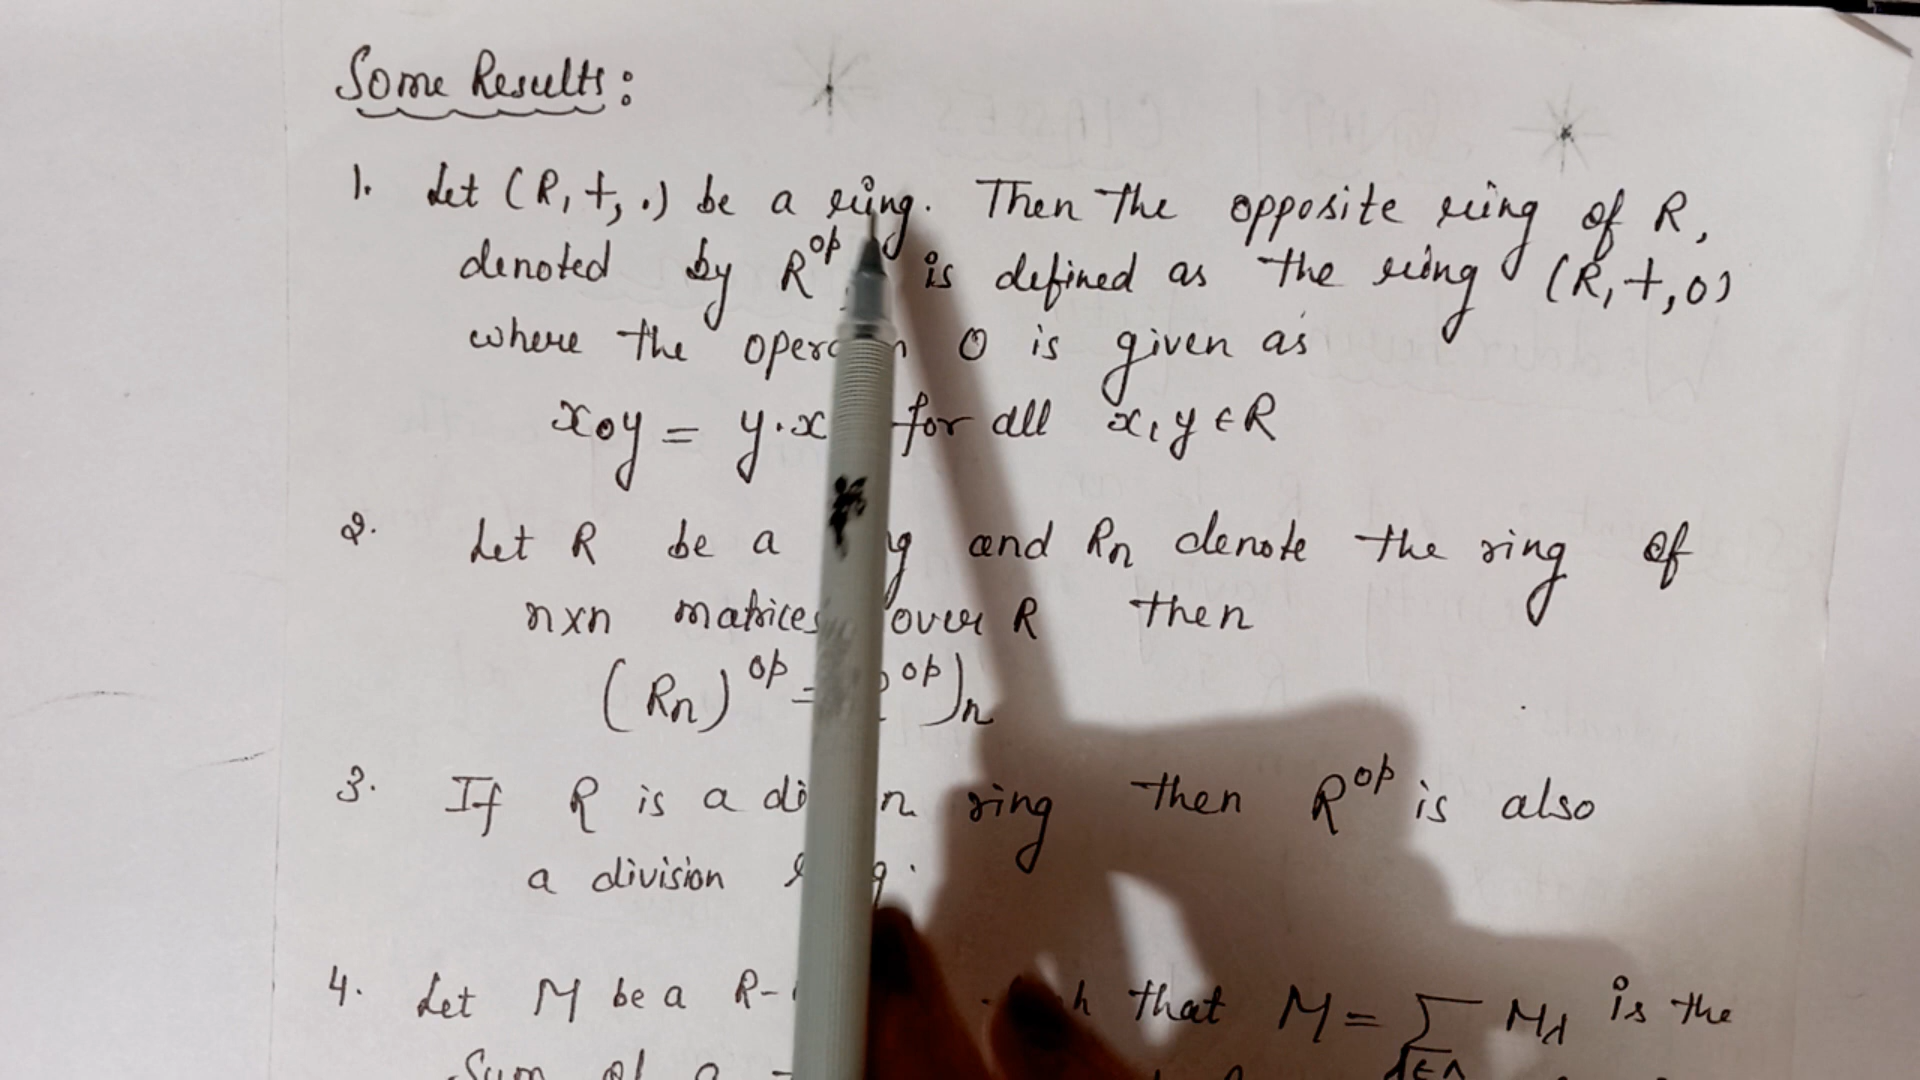 Some Results:
1. Let (R, +, .) be a ring. Then the opposite ring of R,
denoted by R^op is defined as the ring (R, +, o)
where the o is given as
x o y = y . x for all x, y ∈ R
2. Let R be a and Rn denote the ring of
nxn matrices over R then
(Rn)^op = ^op)n
3. If R is a ring then R^op is also
a division
4. Let M be a R- that M = Σ Mλ is the
Sum of a